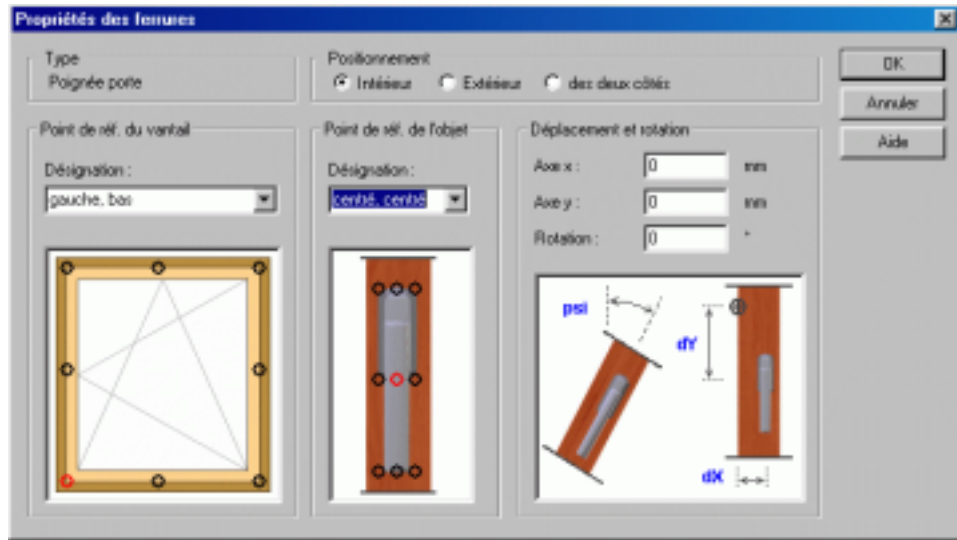 Propriétés des ferrures
Type
Poignée porte
Positionnement
Intérieur Extérieur des deux côtés
OK
Annuler
Aide
Point de réf. du vantail
Désignation :
gauche, bas
Point de réf. de l'objet
Désignation :
centré, centré
Déplacement et rotation
Axe x : 0 mm
Axe y : 0 mm
Rotation : 0 °
psi
dY
dX